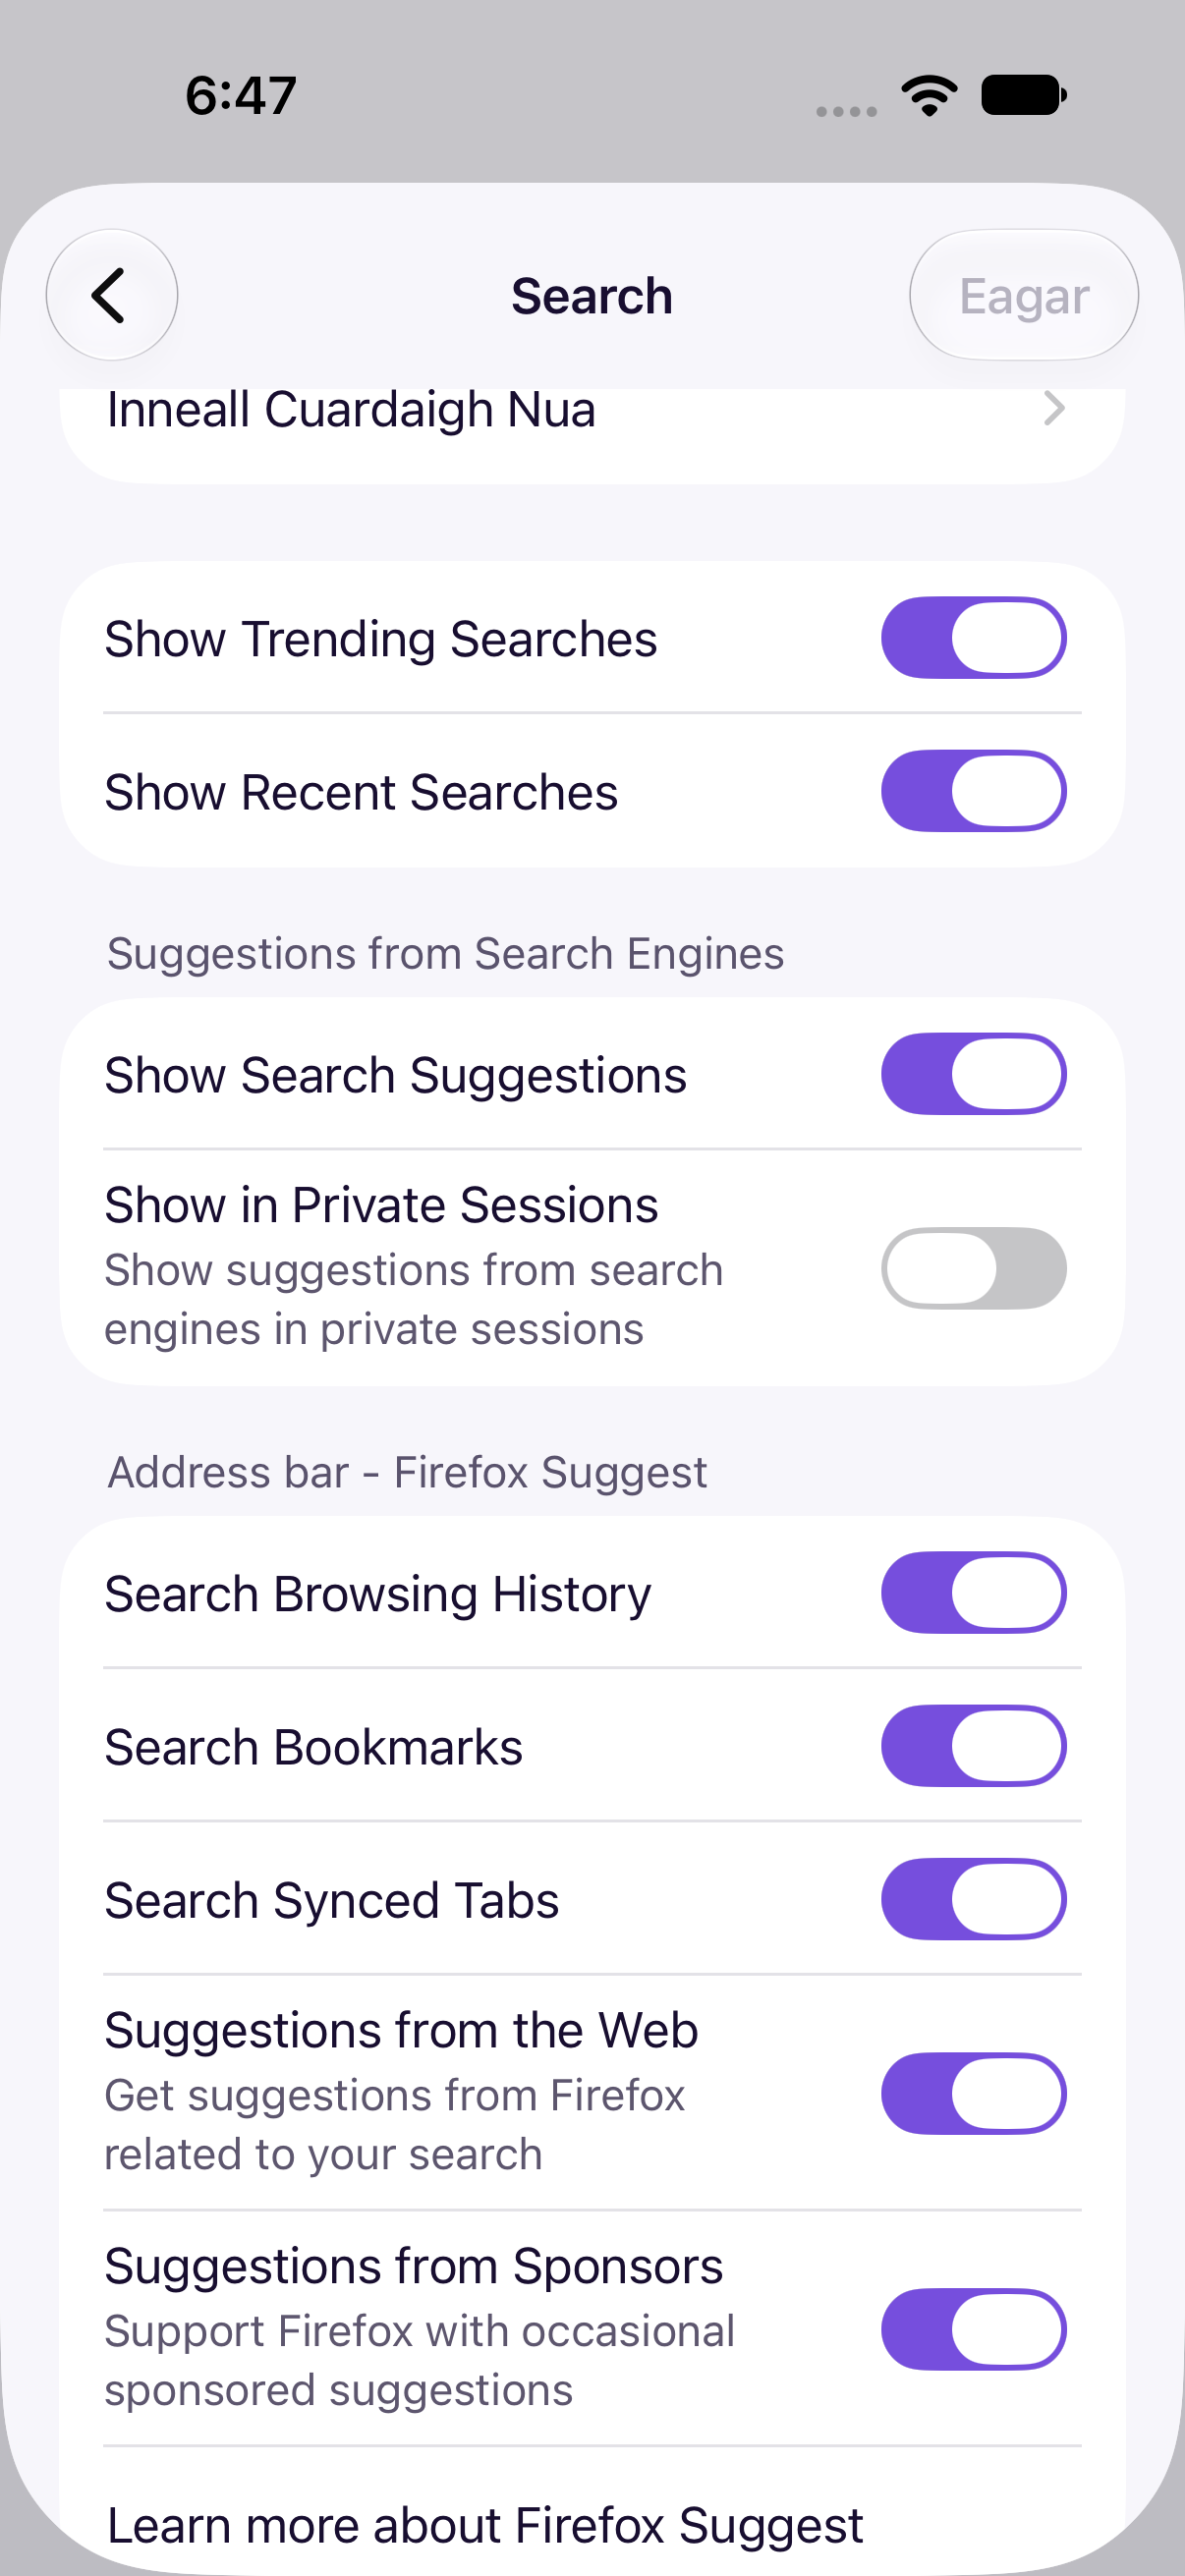 6:47
Search
Eagar
Inneall Cuardaigh Nua
Show Trending Searches
Show Recent Searches
Suggestions from Search Engines
Show Search Suggestions
Show in Private Sessions
Show suggestions from search
engines in private sessions
Address bar - Firefox Suggest
Search Browsing History
Search Bookmarks
Search Synced Tabs
Suggestions from the Web
Get suggestions from Firefox
related to your search
Suggestions from Sponsors
Support Firefox with occasional
sponsored suggestions
Learn more about Firefox Suggest